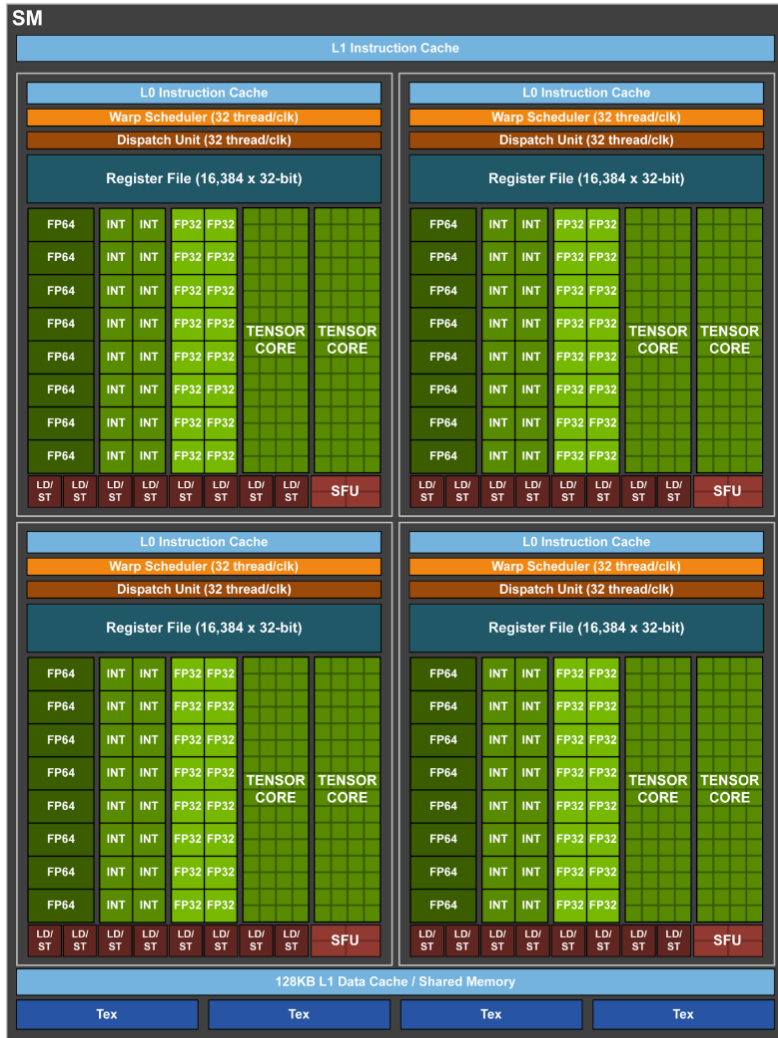 SM
L1 Instruction Cache
L0 Instruction Cache
Warp Scheduler (32 thread/clk)
Dispatch Unit (32 thread/clk)
Register File (16,384 x 32-bit)
FP64 INT INT FP32 FP32
FP64 INT INT FP32 FP32
FP64 INT INT FP32 FP32
FP64 INT INT FP32 FP32
FP64 INT INT FP32 FP32
FP64 INT INT FP32 FP32
FP64 INT INT FP32 FP32
FP64 INT INT FP32 FP32
TENSOR TENSOR
CORE CORE
LD/ LD/ LD/ LD/ LD/ LD/ LD/ LD/
ST ST ST ST ST ST ST ST
SFU
L0 Instruction Cache
Warp Scheduler (32 thread/clk)
Dispatch Unit (32 thread/clk)
Register File (16,384 x 32-bit)
FP64 INT INT FP32 FP32
FP64 INT INT FP32 FP32
FP64 INT INT FP32 FP32
FP64 INT INT FP32 FP32
FP64 INT INT FP32 FP32
FP64 INT INT FP32 FP32
FP64 INT INT FP32 FP32
FP64 INT INT FP32 FP32
TENSOR TENSOR
CORE CORE
LD/ LD/ LD/ LD/ LD/ LD/ LD/ LD/
ST ST ST ST ST ST ST ST
SFU
L0 Instruction Cache
Warp Scheduler (32 thread/clk)
Dispatch Unit (32 thread/clk)
Register File (16,384 x 32-bit)
FP64 INT INT FP32 FP32
FP64 INT INT FP32 FP32
FP64 INT INT FP32 FP32
FP64 INT INT FP32 FP32
FP64 INT INT FP32 FP32
FP64 INT INT FP32 FP32
FP64 INT INT FP32 FP32
FP64 INT INT FP32 FP32
TENSOR TENSOR
CORE CORE
LD/ LD/ LD/ LD/ LD/ LD/ LD/ LD/
ST ST ST ST ST ST ST ST
SFU
L0 Instruction Cache
Warp Scheduler (32 thread/clk)
Dispatch Unit (32 thread/clk)
Register File (16,384 x 32-bit)
FP64 INT INT FP32 FP32
FP64 INT INT FP32 FP32
FP64 INT INT FP32 FP32
FP64 INT INT FP32 FP32
FP64 INT INT FP32 FP32
FP64 INT INT FP32 FP32
FP64 INT INT FP32 FP32
FP64 INT INT FP32 FP32
TENSOR TENSOR
CORE CORE
LD/ LD/ LD/ LD/ LD/ LD/ LD/ LD/
ST ST ST ST ST ST ST ST
SFU
128KB L1 Data Cache / Shared Memory
Tex Tex Tex Tex